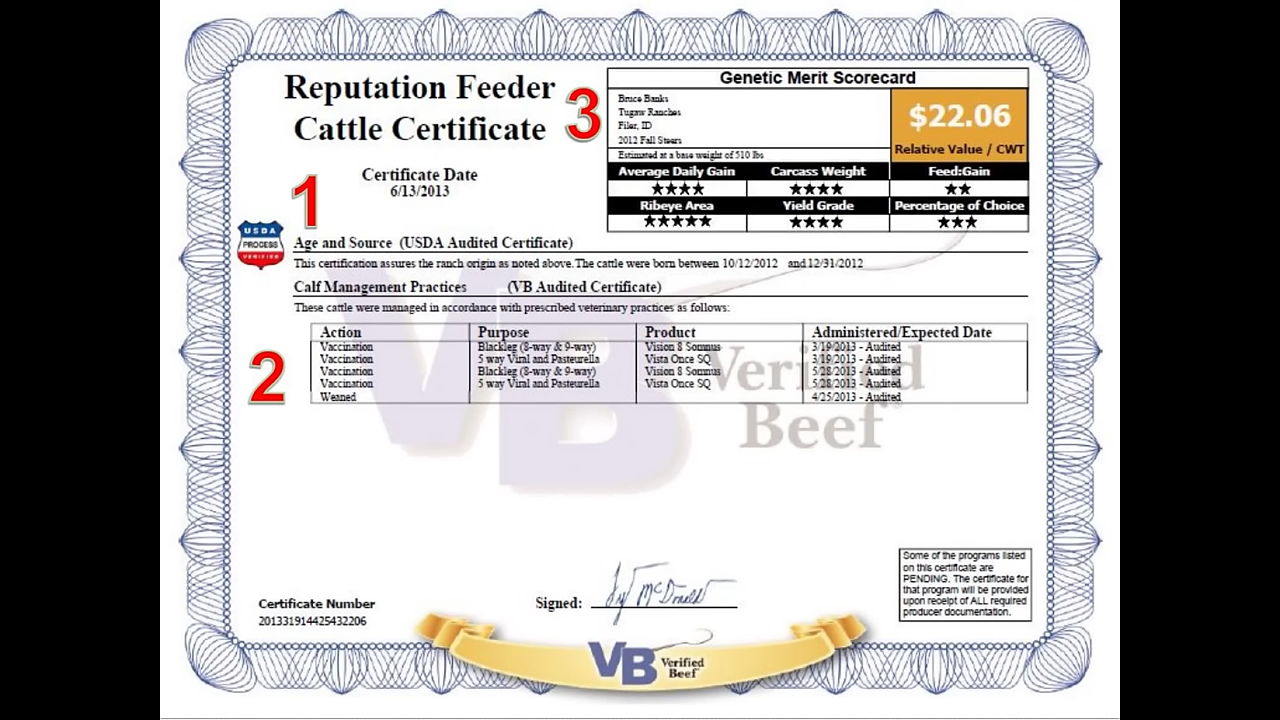 Reputation Feeder
Cattle Certificate
3
Genetic Merit Scorecard
Bruce Banks
Tugaw Ranches
Filer, ID
2012 Fall Steers
Estimated at a base weight of 510 lbs
$22.06
Relative Value / CWT
Average Daily Gain Carcass Weight Feed:Gain
★★★★ ★★★★ ★★
Ribeye Area Yield Grade Percentage of Choice
★★★★★ ★★★★ ★★★
Certificate Date
6/13/2013
1
USDA
PROCESS
VERIFIED
Age and Source (USDA Audited Certificate)
This certification assures the ranch origin as noted above. The cattle were born between 10/12/2012 and 12/31/2012
Calf Management Practices (VB Audited Certificate)
These cattle were managed in accordance with prescribed veterinary practices as follows:
2
Action Purpose Product Administered/Expected Date
Vaccination Blackleg (8-way & 9-way) Vision 8 Somnus 3/19/2013 - Audited
Vaccination 5 way Viral and Pasteurella Vista Once SQ 3/19/2013 - Audited
Vaccination Blackleg (8-way & 9-way) Vision 8 Somnus 5/28/2013 - Audited
Vaccination 5 way Viral and Pasteurella Vista Once SQ 5/28/2013 - Audited
Weaned 4/25/2013 - Audited
VB Verified
Beef
Some of the programs listed
on this certificate are
PENDING. The certificate for
that program will be provided
upon receipt of ALL required
producer documentation.
Certificate Number
201331914425432206
Signed: McDonald
VB Verified
Beef